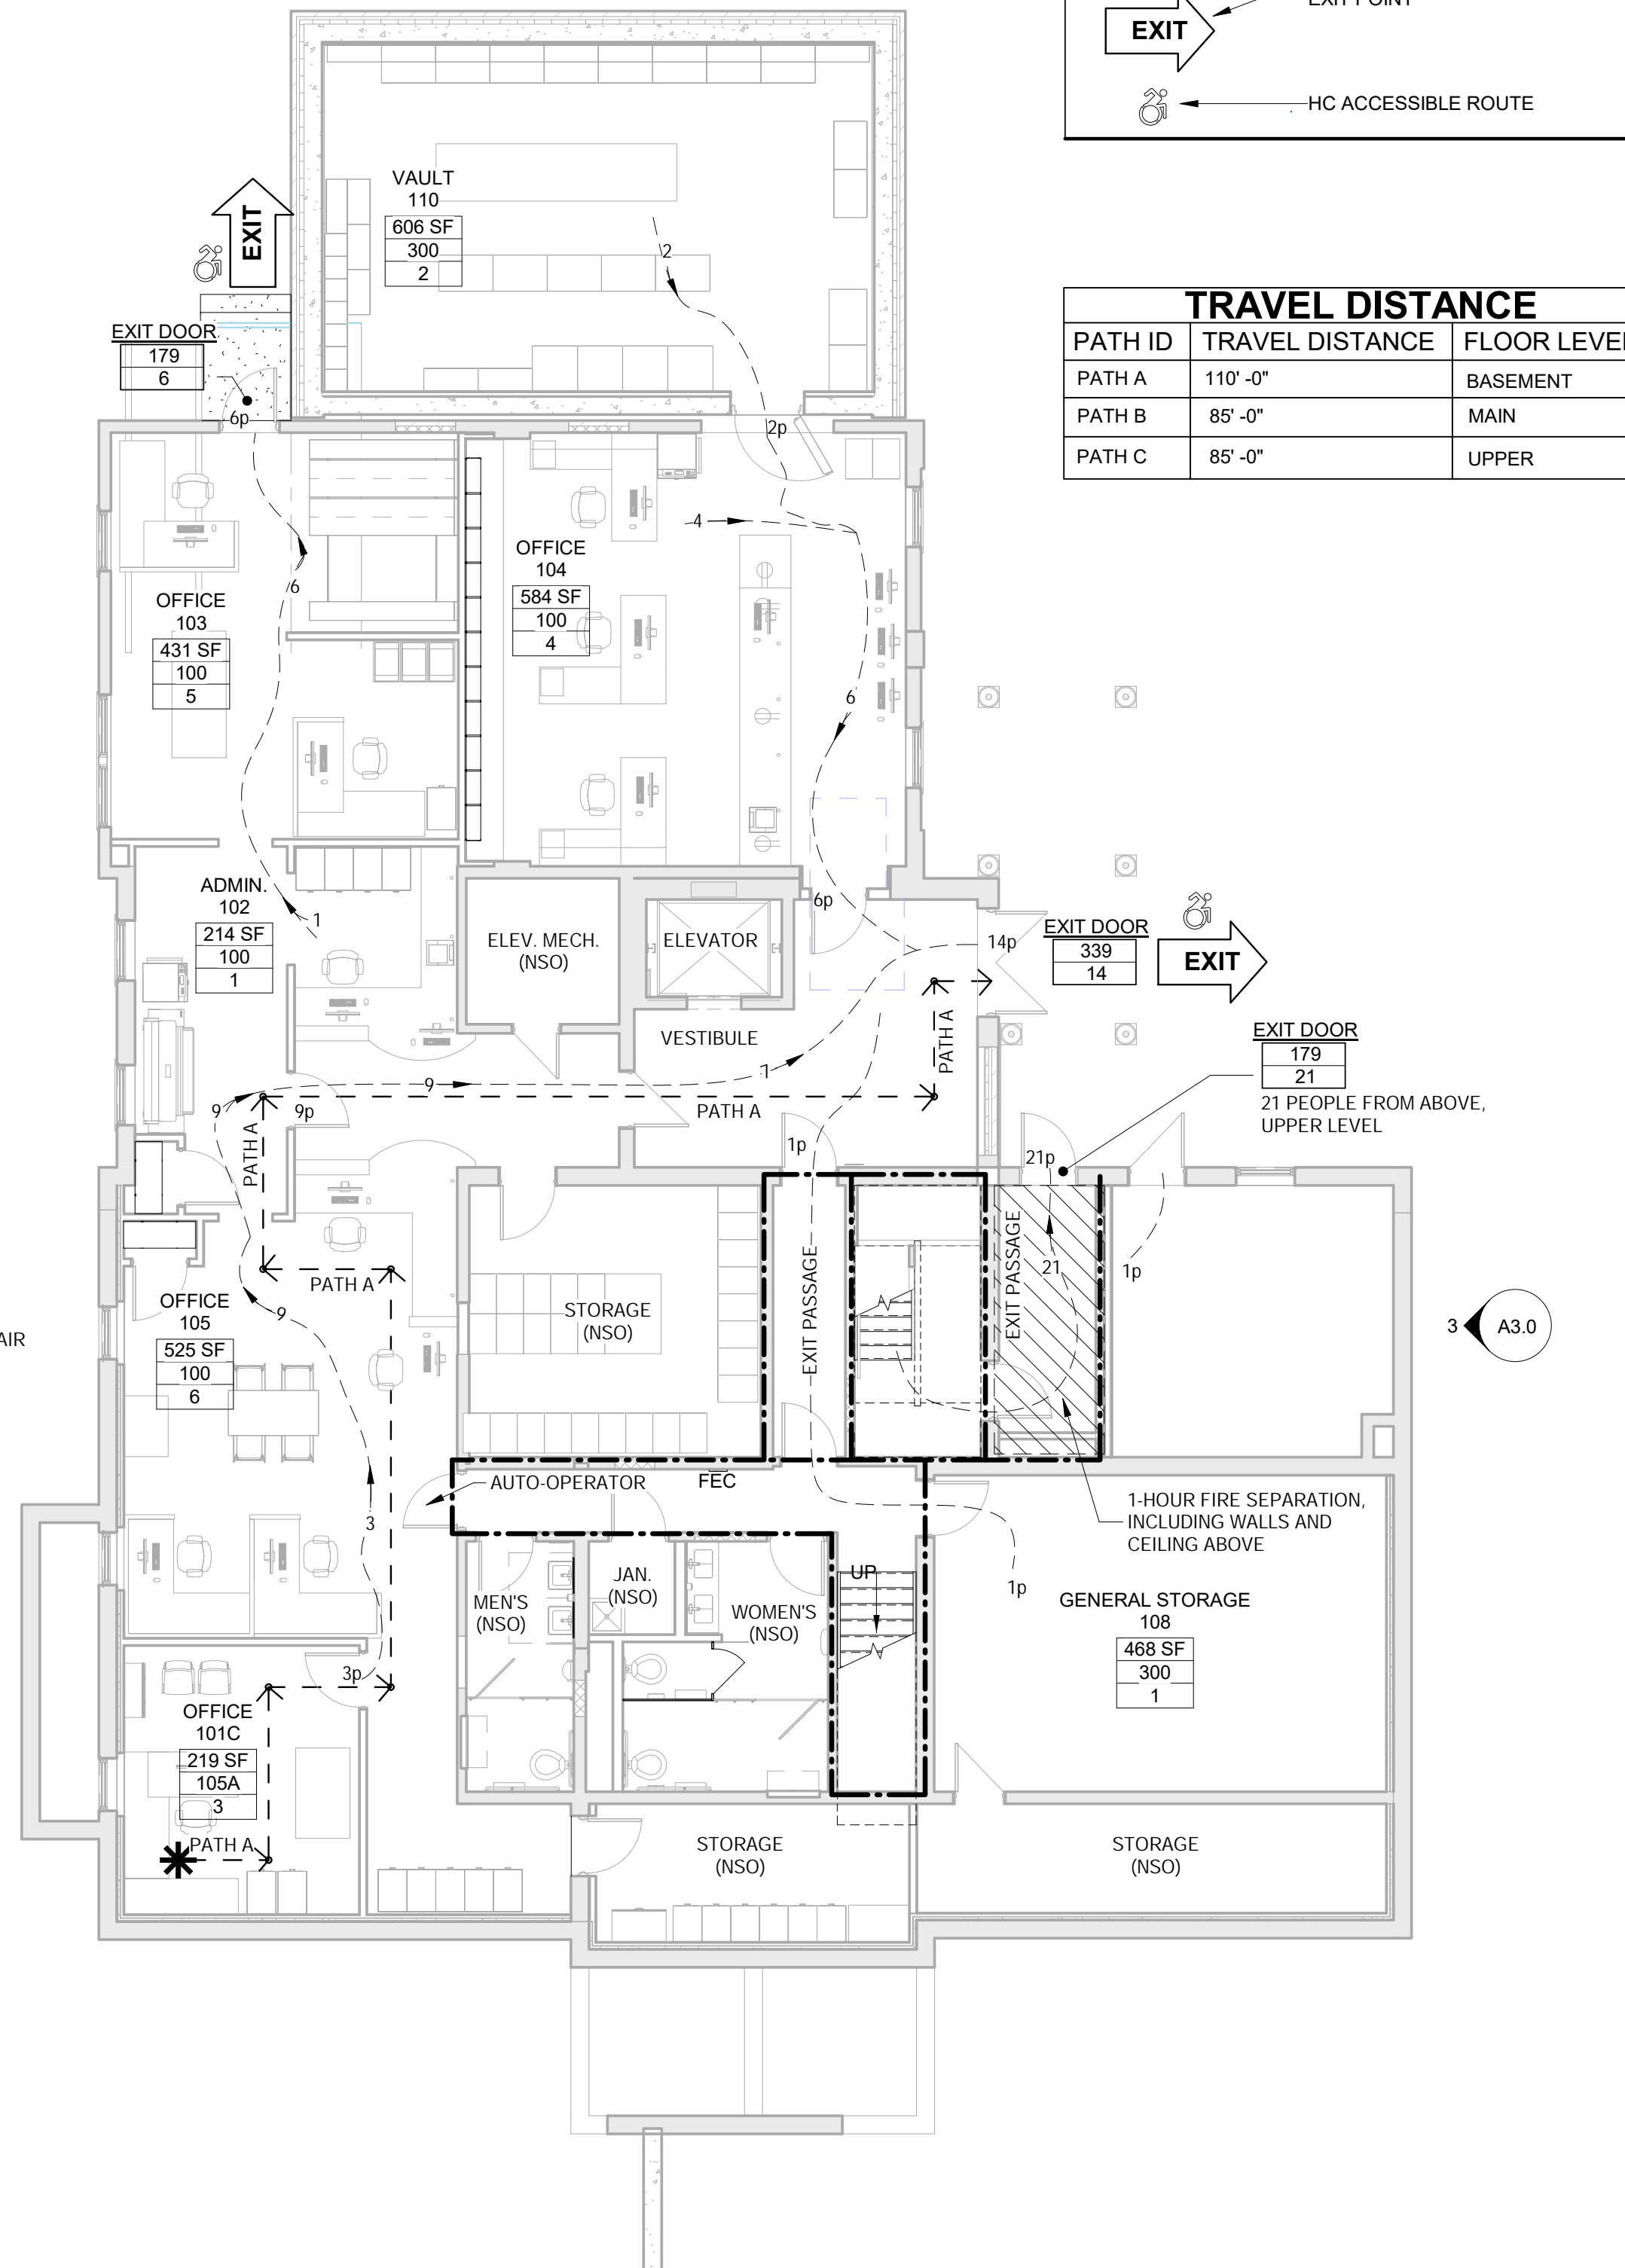 EXIT
HC ACCESSIBLE ROUTE
TRAVEL DISTANCE
PATH ID
TRAVEL DISTANCE
FLOOR LEVEL
PATH A
110' -0"
BASEMENT
PATH B
85' -0"
MAIN
PATH C
85' -0"
UPPER
VAULT
110
606 SF
300
2
2
EXIT
EXIT DOOR
179
6
6p
2p
4
OFFICE
104
584 SF
100
4
6
OFFICE
103
431 SF
100
5
6
ADMIN.
102
214 SF
100
1
1
ELEV. MECH.
(NSO)
ELEVATOR
6p
14p
EXIT DOOR
339
14
EXIT
VESTIBULE
PATH A
EXIT DOOR
179
21
21 PEOPLE FROM ABOVE,
UPPER LEVEL
7
9
9
9p
PATH A
PATH A
1p
21p
1p
EXIT PASSAGE
EXIT PASSAGE
21
PATH A
9
OFFICE
105
525 SF
100
6
STORAGE
(NSO)
3
A3.0
AIR
AUTO-OPERATOR
FEC
3
1-HOUR FIRE SEPARATION,
INCLUDING WALLS AND
CEILING ABOVE
1p
UP
MEN'S
(NSO)
JAN.
(NSO)
WOMEN'S
(NSO)
GENERAL STORAGE
108
468 SF
300
1
3p
OFFICE
101C
219 SF
105A
3
PATH A
STORAGE
(NSO)
STORAGE
(NSO)